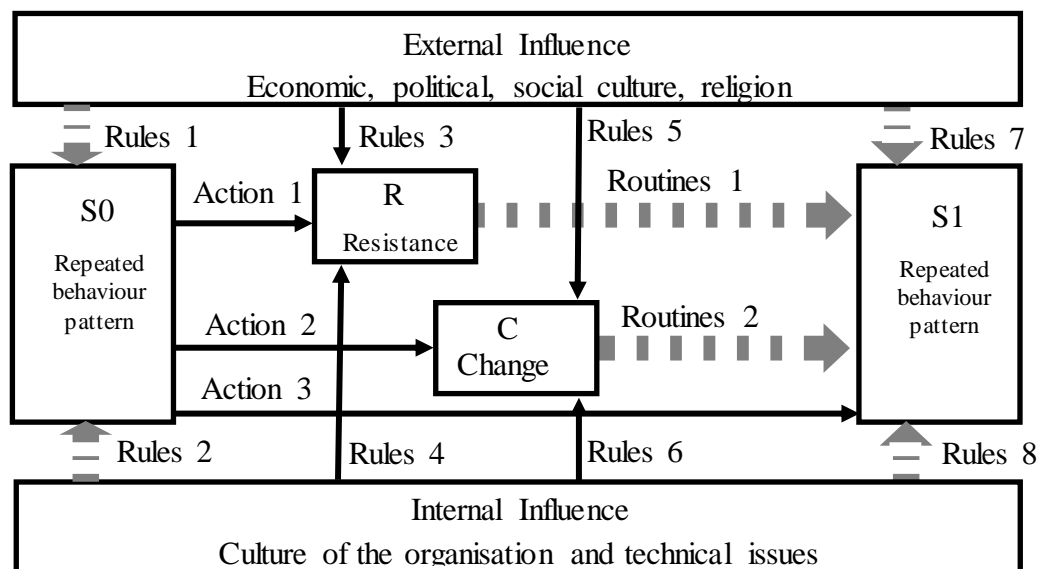 External Influence
Economic, political, social culture, religion
Rules 1
Rules 3
Rules 5
Rules 7
S0
Repeated
behaviour
pattern
Action 1
R
Resistance
Routines 1
S1
Repeated
behaviour
pattern
Action 2
C
Change
Routines 2
Action 3
Rules 2
Rules 4
Rules 6
Rules 8
Internal Influence
Culture of the organisation and technical issues